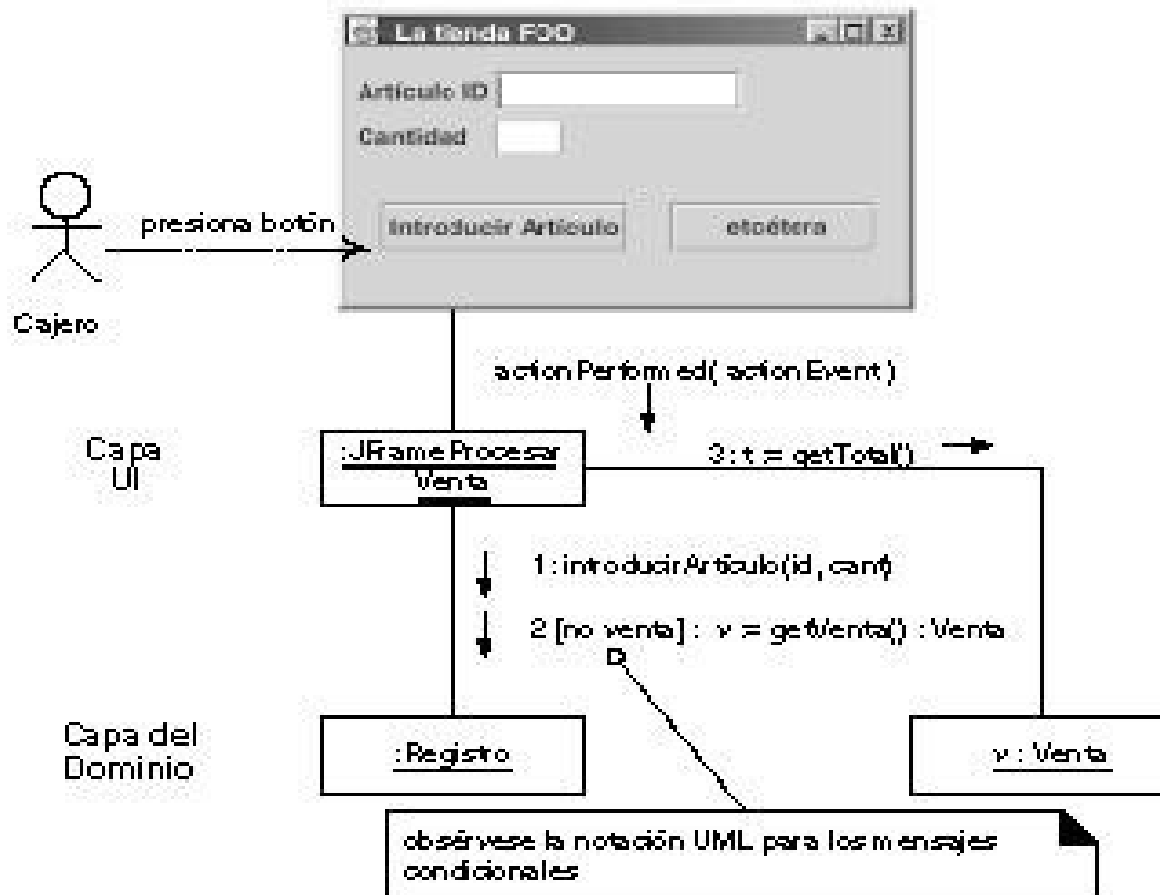 La tienda
Artículo ID
Cantidad
presiona botón
Introducir Artículo
etcétera
Cajero
actionPerformed( actionEvent )
Capa
UI
:JFrameProcesar
Venta
3 : t := getTotal()
1 : introducirArtículo(id, cant)
2 [no venta] : v := getVenta() : Venta
Capa del
Dominio
:Registro
v : Venta
obsérvese la notación UML para los mensajes
condicionales